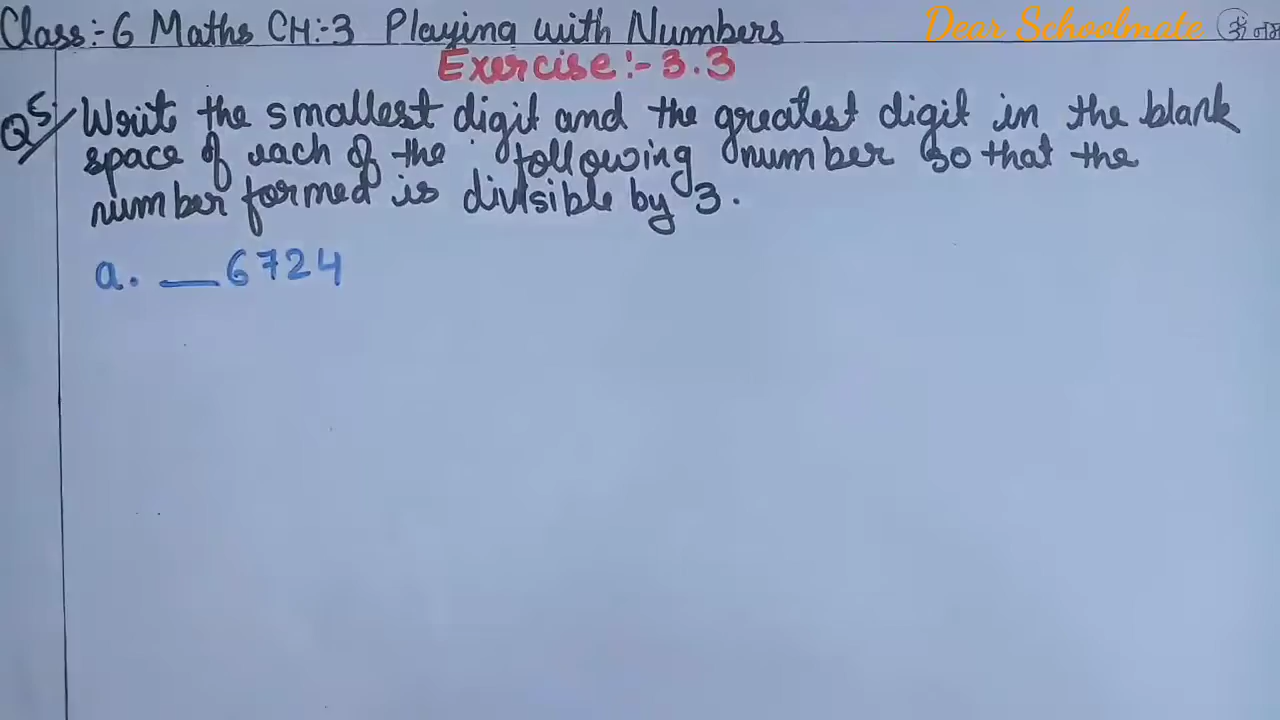 Class:- 6 Maths CH:-3 Playing with Numbers
Dear Schoolmate
ॐ
Exercise:- 3.3
Q5/ Write the smallest digit and the greatest digit in the blank
space of each of the following number so that the
number formed is divisible by 3.
a. __6724